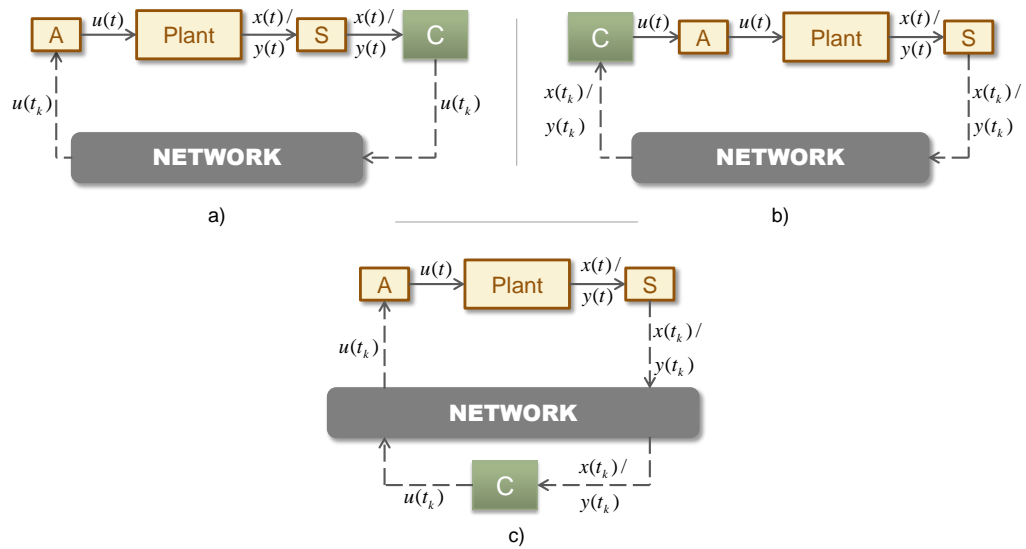 A
u(t)
Plant
x(t)/
y(t)
S
x(t)/
y(t)
C
u(t_k)
u(t_k)
NETWORK
a)
C
u(t)
A
u(t)
Plant
x(t)/
y(t)
S
x(t_k)/
y(t_k)
x(t_k)/
y(t_k)
NETWORK
b)
A
u(t)
Plant
x(t)/
y(t)
S
u(t_k)
x(t_k)/
y(t_k)
NETWORK
u(t_k)
C
x(t_k)/
y(t_k)
c)